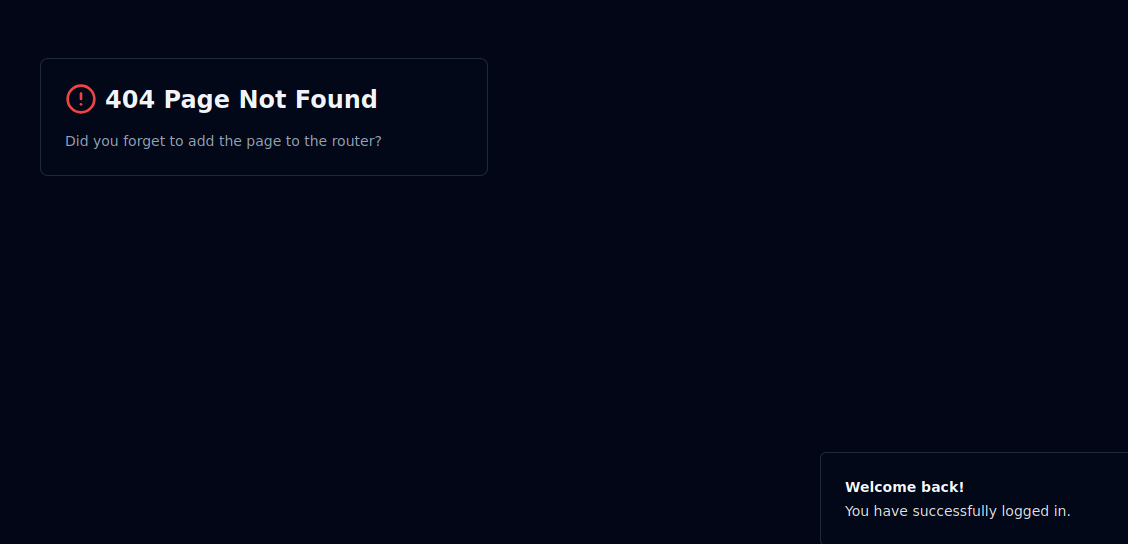 404 Page Not Found
Did you forget to add the page to the router?
Welcome back!
You have successfully logged in.